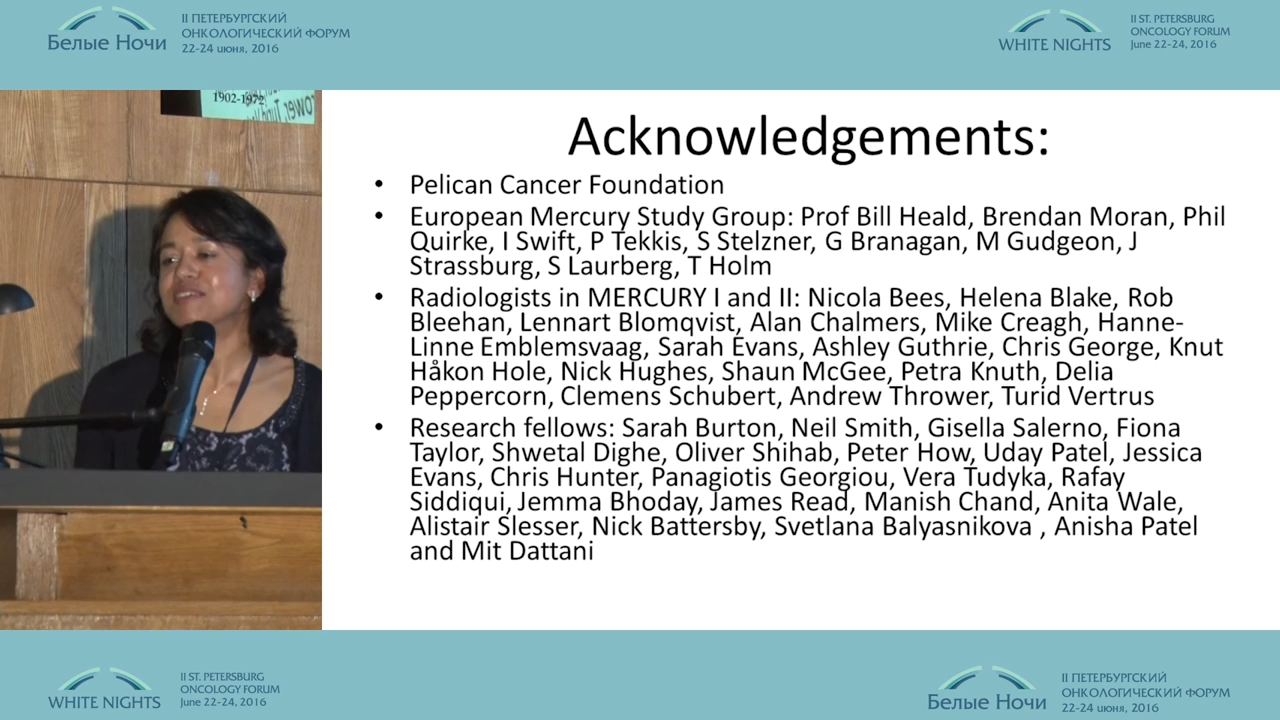 Белые Ночи
II ПЕТЕРБУРГСКИЙ
ОНКОЛОГИЧЕСКИЙ ФОРУМ
22-24 июня, 2016
WHITE NIGHTS
II ST. PETERSBURG
ONCOLOGY FORUM
June 22-24, 2016
1902-1972
Acknowledgements:
• Pelican Cancer Foundation
• European Mercury Study Group: Prof Bill Heald, Brendan Moran, Phil
Quirke, I Swift, P Tekkis, S Stelzner, G Branagan, M Gudgeon, J
Strassburg, S Laurberg, T Holm
• Radiologists in MERCURY I and II: Nicola Bees, Helena Blake, Rob
Bleehan, Lennart Blomqvist, Alan Chalmers, Mike Creagh, Hanne-
Linne Emblemsvaag, Sarah Evans, Ashley Guthrie, Chris George, Knut
Håkon Hole, Nick Hughes, Shaun McGee, Petra Knuth, Delia
Peppercorn, Clemens Schubert, Andrew Thrower, Turid Vertrus
• Research fellows: Sarah Burton, Neil Smith, Gisella Salerno, Fiona
Taylor, Shwetal Dighe, Oliver Shihab, Peter How, Uday Patel, Jessica
Evans, Chris Hunter, Panagiotis Georgiou, Vera Tudyka, Rafay
Siddiqui, Jemma Bhoday, James Read, Manish Chand, Anita Wale,
Alistair Slesser, Nick Battersby, Svetlana Balyasnikova , Anisha Patel
and Mit Dattani
WHITE NIGHTS
II ST. PETERSBURG
ONCOLOGY FORUM
June 22-24, 2016
Белые Ночи
II ПЕТЕРБУРГСКИЙ
ОНКОЛОГИЧЕСКИЙ ФОРУМ
22-24 июня, 2016